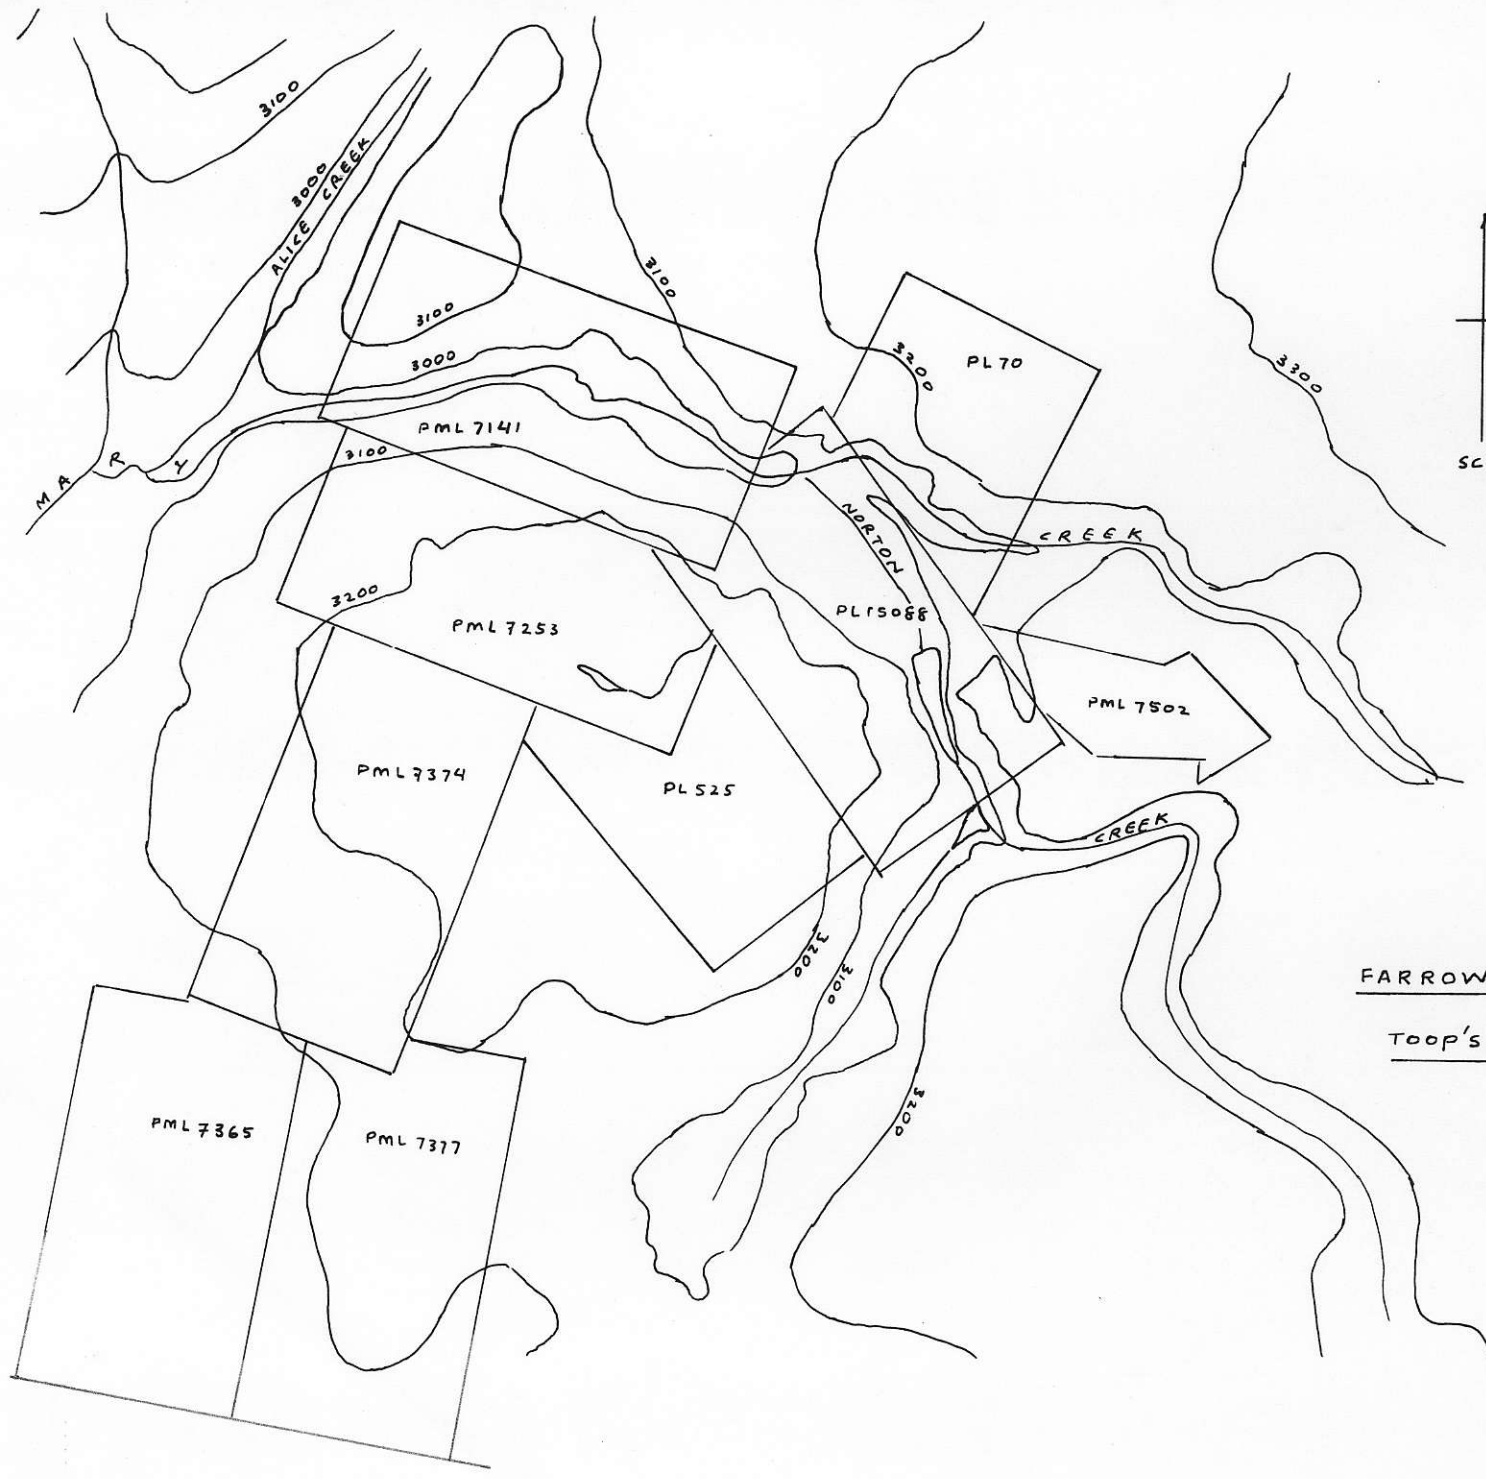 3100
3000
ALICE CREEK
3100
3100
3000
3200
PL 70
3300
PML 7141
3100
MARY
CREEK
SC
NORTON
3200
PML 7253
PL 15088
PML 7502
PML 7374
PL 525
CREEK
3200
3100
FARROW
TOOP'S
3200
PML 7365
PML 7377